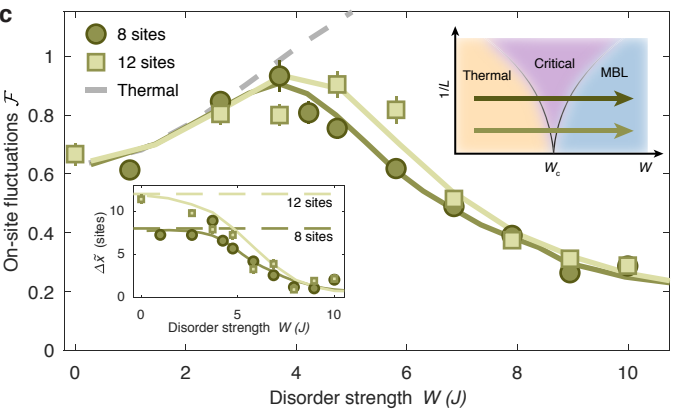 c
8 sites
12 sites
Thermal
On-site fluctuations ℱ
1
0.8
0.6
0.4
0.2
0
0
2
4
6
8
10
Disorder strength W (J)
1/L
Thermal
Critical
MBL
W_c
W
Δx̃ (sites)
10
5
0
12 sites
8 sites
0
5
10
Disorder strength W (J)